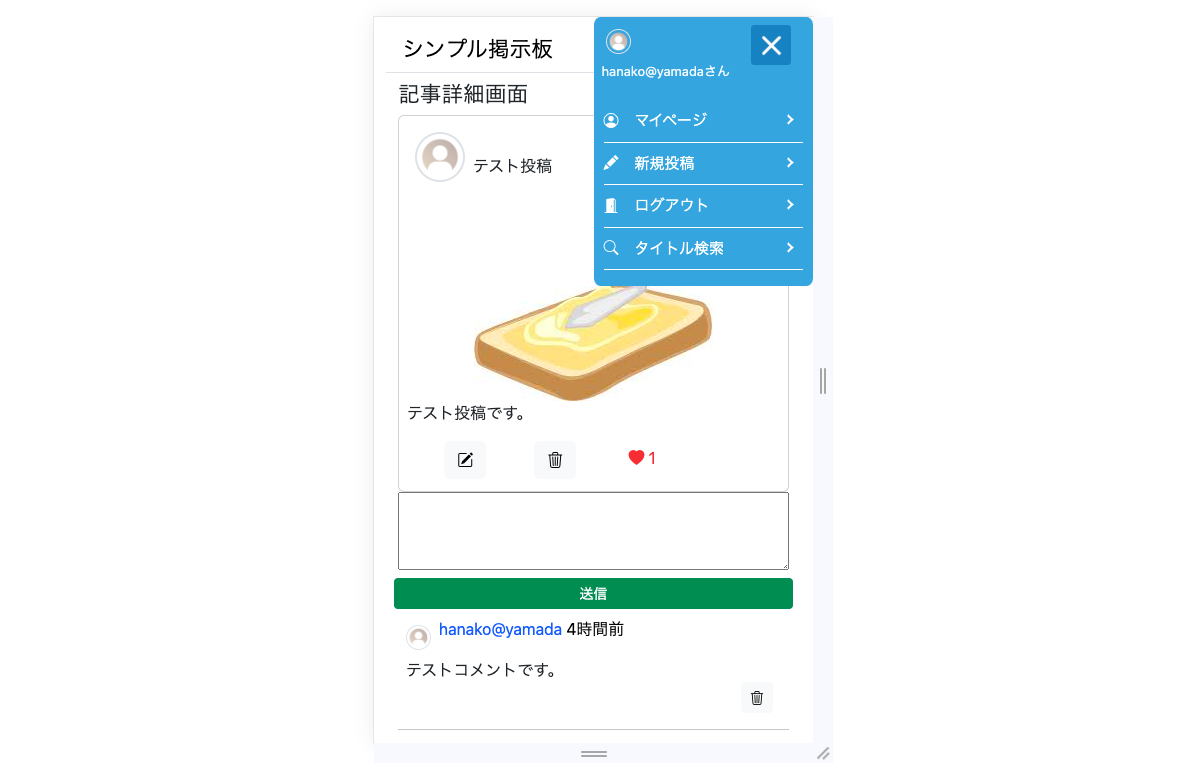 シンプル掲示板
hanako@yamadaさん
マイページ
新規投稿
ログアウト
タイトル検索
記事詳細画面
テスト投稿
テスト投稿です。
1
送信
hanako@yamada 4時間前
テストコメントです。